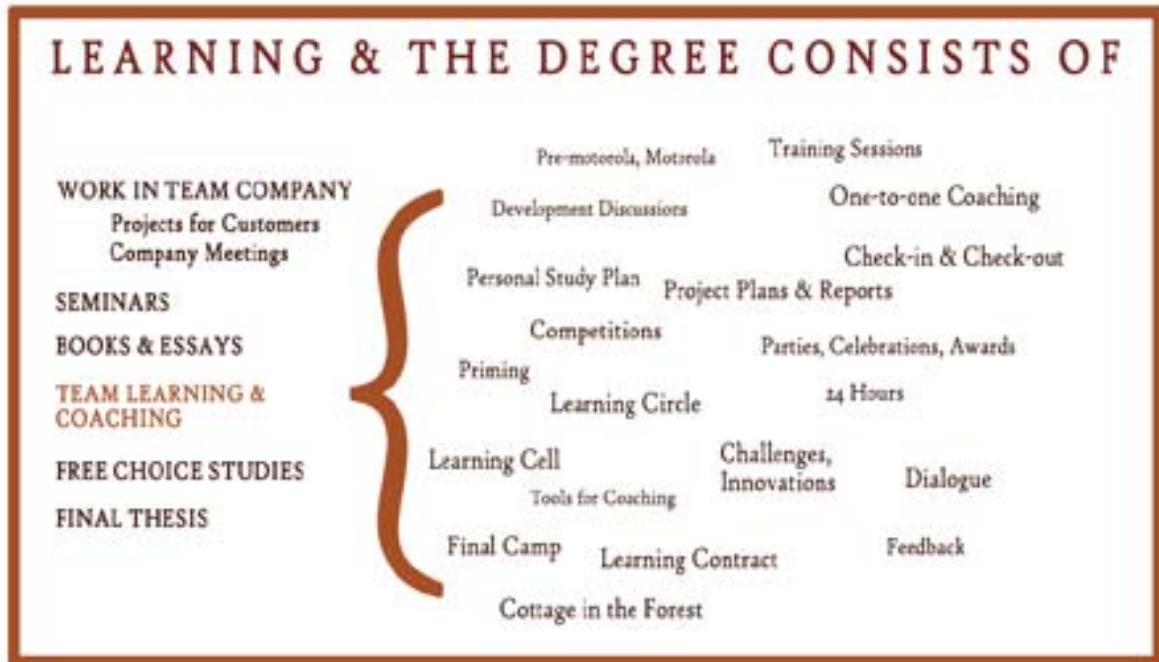 LEARNING & THE DEGREE CONSISTS OF
WORK IN TEAM COMPANY
Projects for Customers
Company Meetings
SEMINARS
BOOKS & ESSAYS
TEAM LEARNING &
COACHING
FREE CHOICE STUDIES
FINAL THESIS
Pre-motorola, Motorola
Training Sessions
Development Discussions
One-to-one Coaching
Check-in & Check-out
Personal Study Plan
Project Plans & Reports
Competitions
Parties, Celebrations, Awards
Priming
24 Hours
Learning Circle
Learning Cell
Challenges,
Innovations
Dialogue
Tools for Coaching
Final Camp
Learning Contract
Feedback
Cottage in the Forest